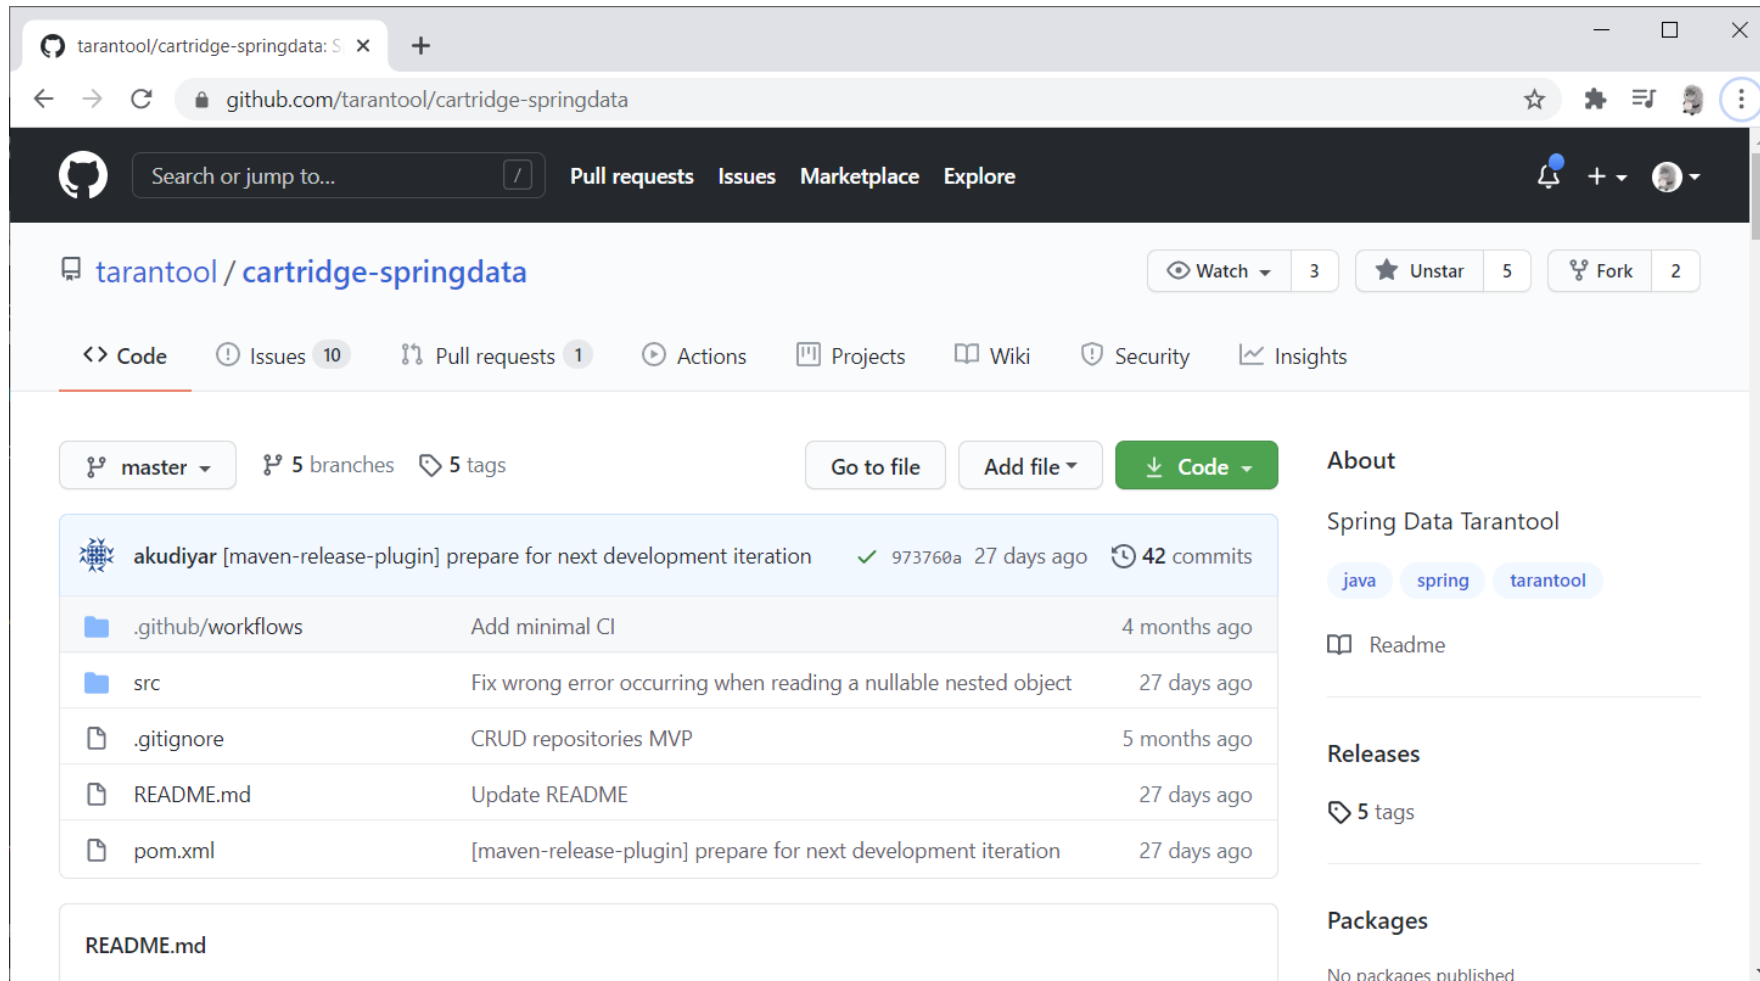 tarantool/cartridge-springdata: S
github.com/tarantool/cartridge-springdata
Search or jump to... / Pull requests Issues Marketplace Explore
tarantool / cartridge-springdata Watch 3 Unstar 5 Fork 2
Code Issues 10 Pull requests 1 Actions Projects Wiki Security Insights
master 5 branches 5 tags Go to file Add file Code
akudiyar [maven-release-plugin] prepare for next development iteration 973760a 27 days ago 42 commits
.github/workflows Add minimal CI 4 months ago
src Fix wrong error occurring when reading a nullable nested object 27 days ago
.gitignore CRUD repositories MVP 5 months ago
README.md Update README 27 days ago
pom.xml [maven-release-plugin] prepare for next development iteration 27 days ago
README.md
About
Spring Data Tarantool
java spring tarantool
Readme
Releases
5 tags
Packages
No packages published